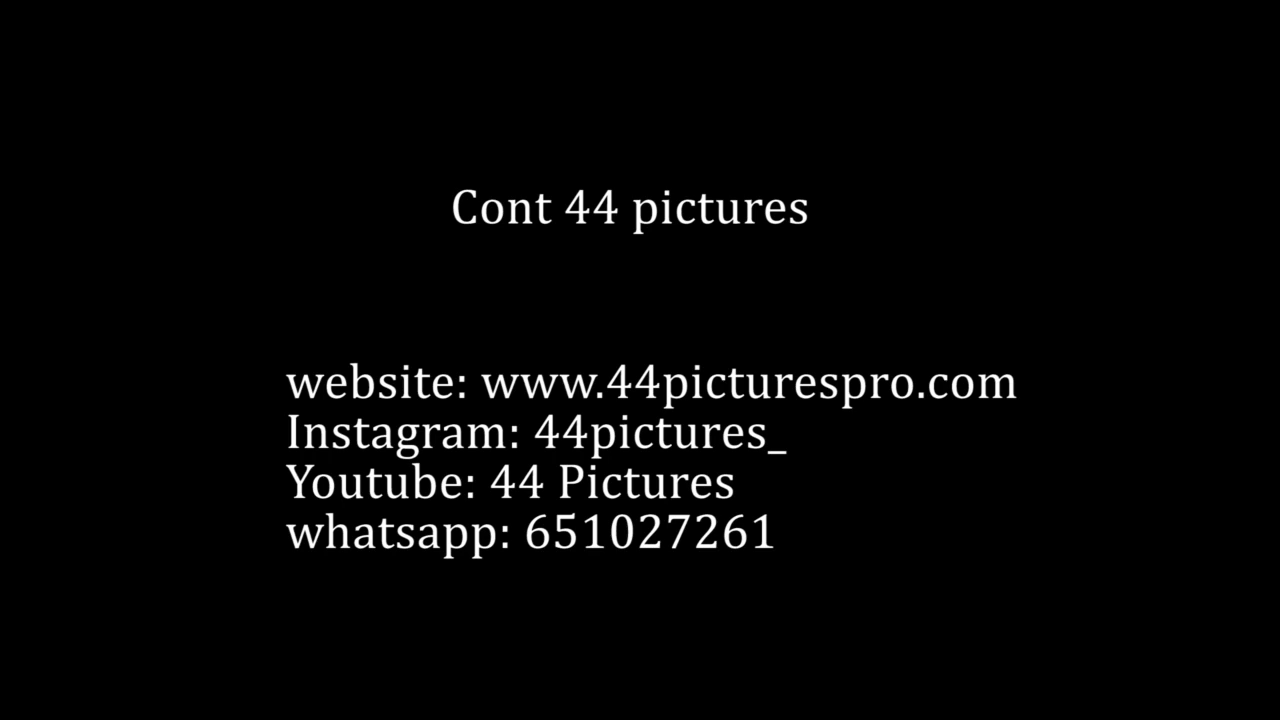 Cont 44 pictures
website: www.44picturespro.com
Instagram: 44pictures_
Youtube: 44 Pictures
whatsapp: 651027261